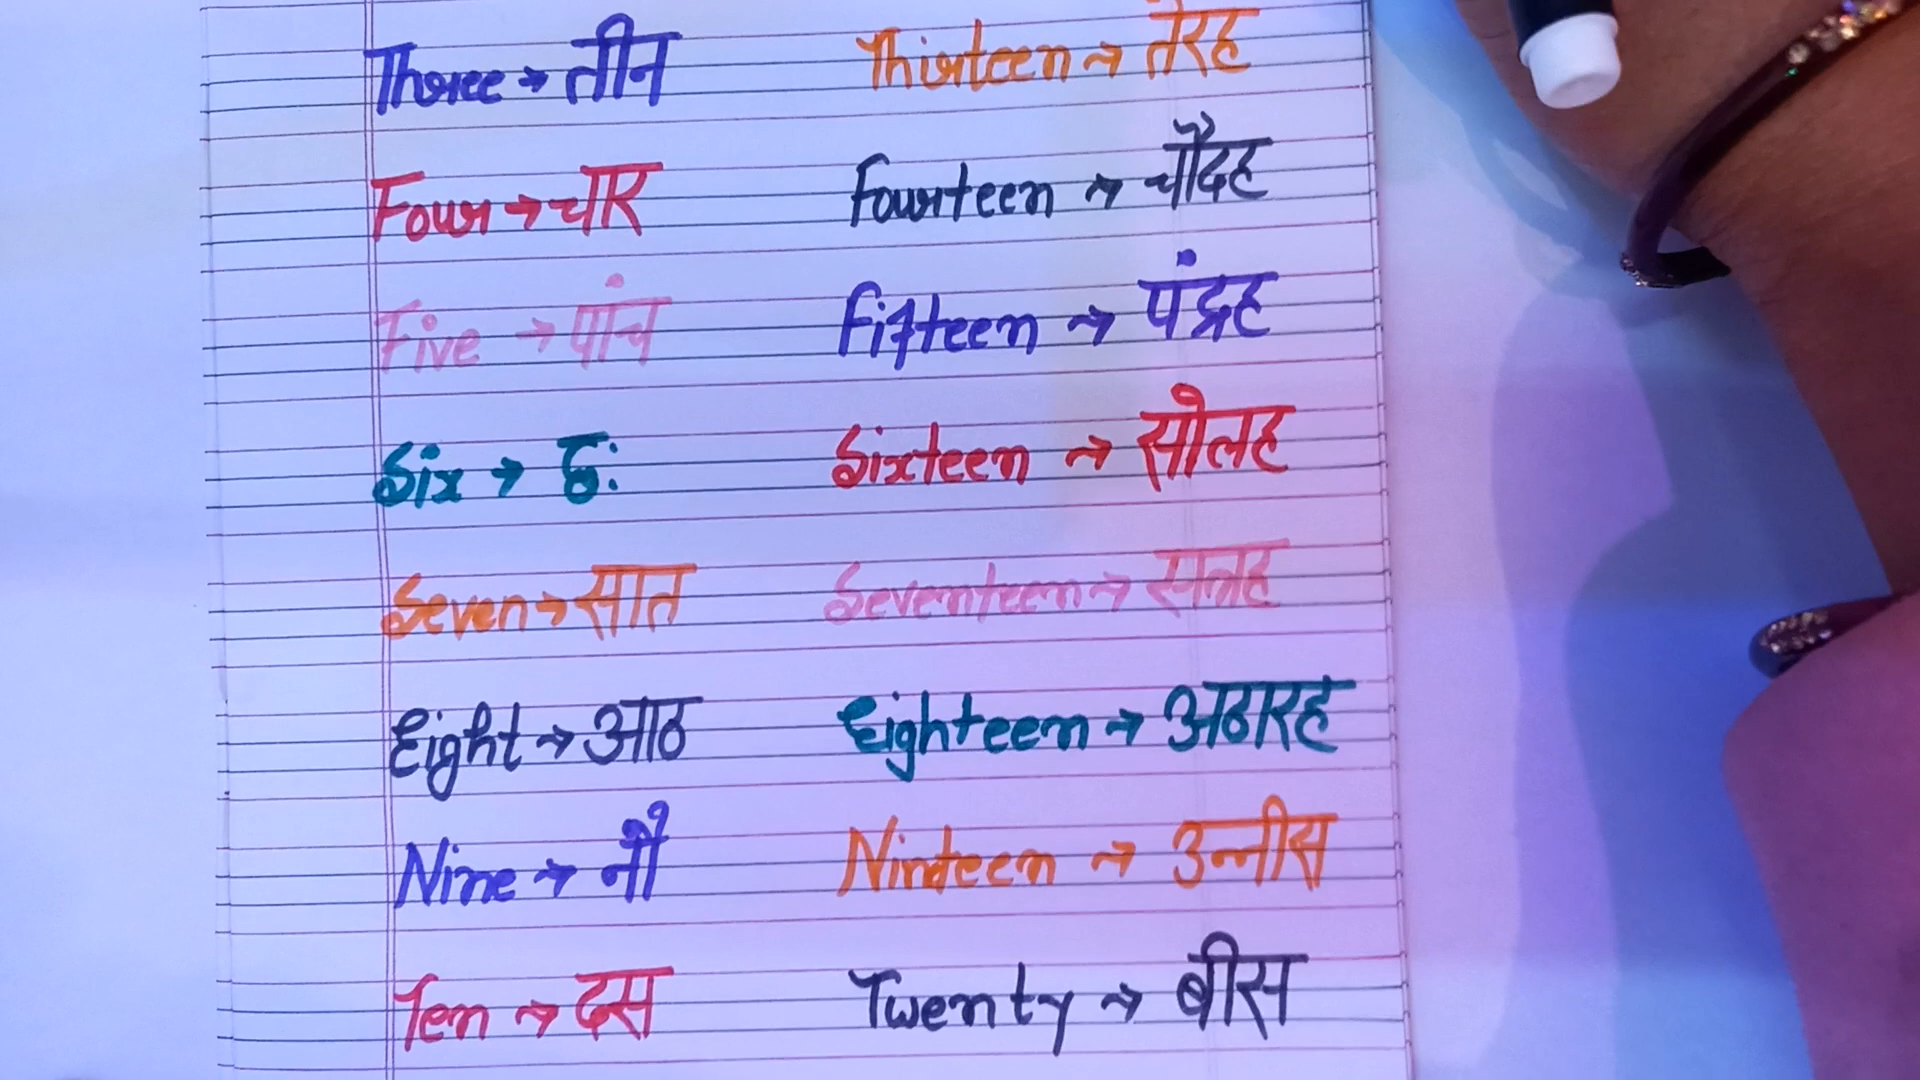 Three → तीन Thirteen → तेरह
Four → चार Fourteen → चौदह
Five → पांच Fifteen → पंद्रह
Six → छ: Sixteen → सोलह
Seven → सात Seventeen → सत्रह
Eight → आठ Eighteen → अठारह
Nine → नौ Ninteen → उन्नीस
Ten → दस Twenty → बीस